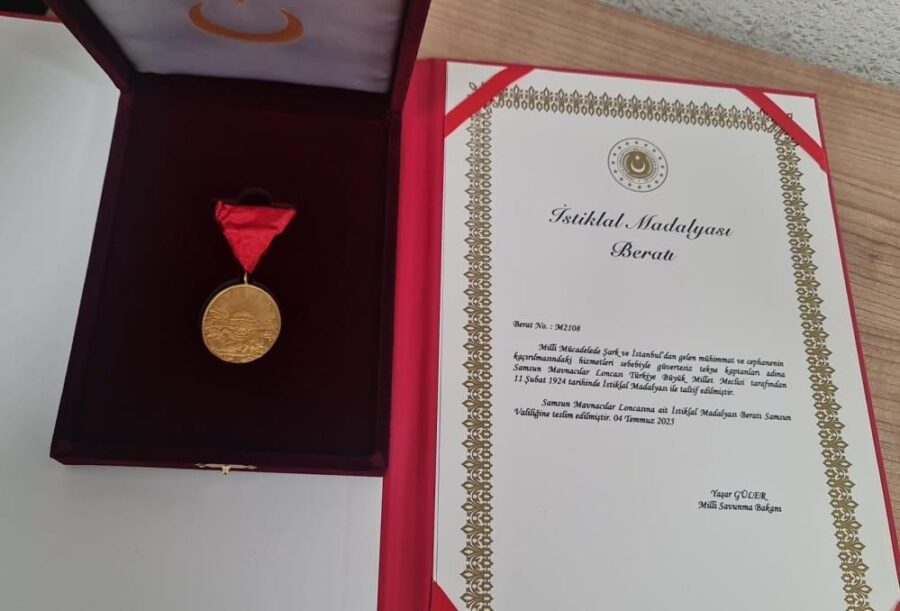 İstiklal Madalyası
Beratı
Berat No. : M2108
Milli Mücadelede Şark ve İstanbul'dan gelen mühimmat ve cephanenin
kaçırılmasındaki hizmetleri sebebiyle güvertesiz tekne kaptanları adına
Samsun Mavnacılar Loncası Türkiye Büyük Millet Meclisi tarafından
11 Şubat 1924 tarihinde İstiklal Madalyası ile taltif edilmiştir.
Samsun Mavnacılar Loncasına ait İstiklal Madalyası Beratı Samsun
Valiliğine teslim edilmiştir. 04 Temmuz 2025
Yaşar GÜLER
Milli Savunma Bakanı